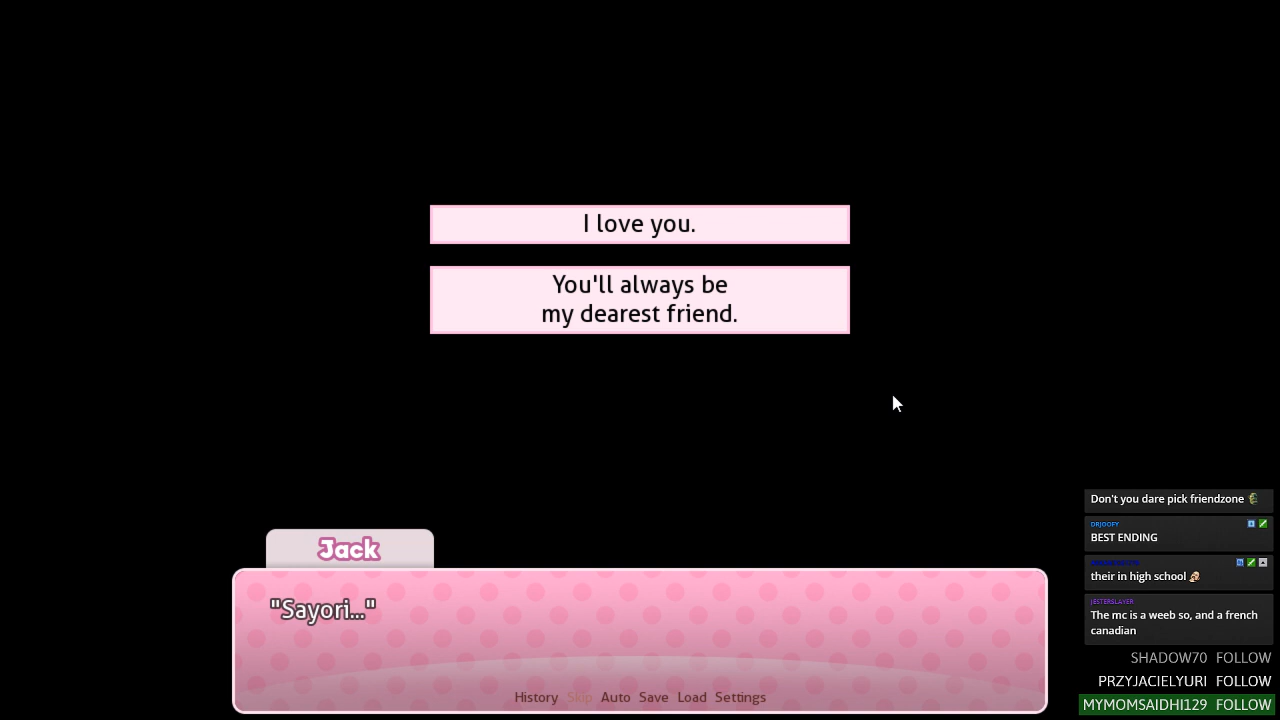 I love you.
You'll always be
my dearest friend.
Jack
"Sayori..."
History Skip Auto Save Load Settings
Don't you dare pick friendzone
DRJOOFY
BEST ENDING
their in high school
JESTERSLAYER
The mc is a weeb so, and a french
canadian
SHADOW70 FOLLOW
PRZYJACIELYURI FOLLOW
MYMOMSAIDHI129 FOLLOW